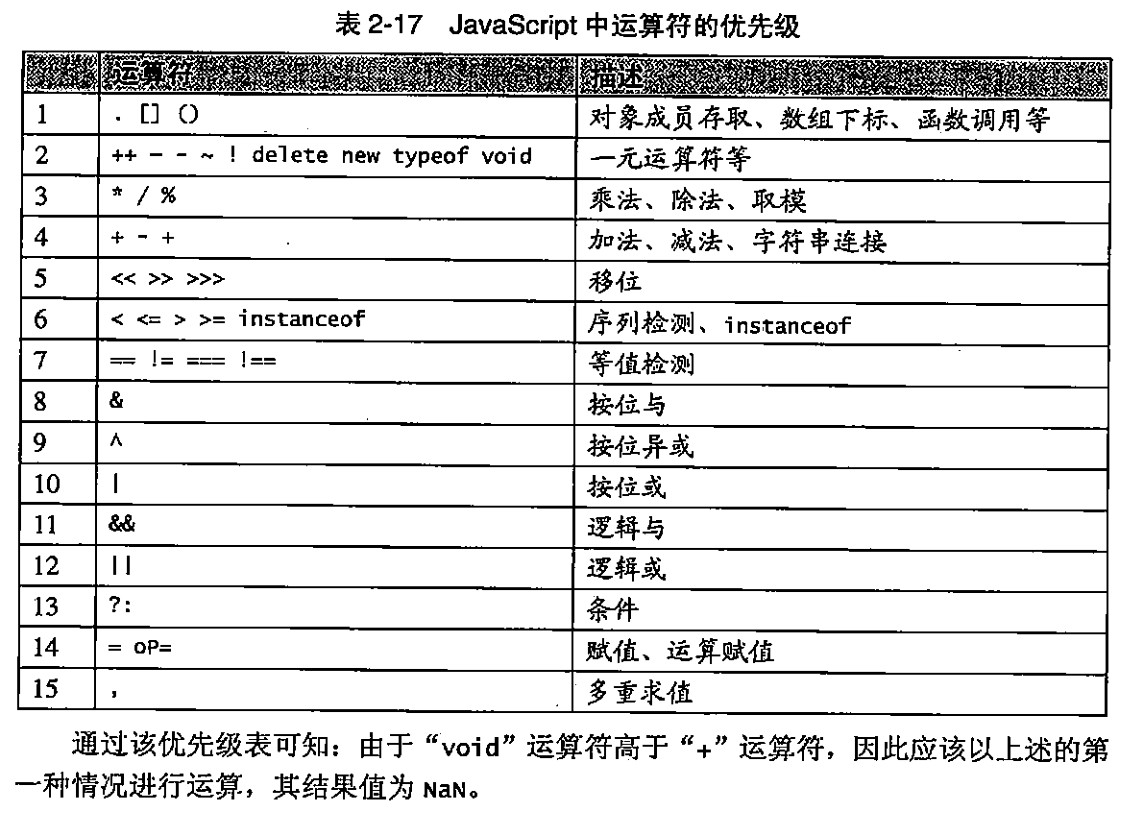 表 2-17 JavaScript 中运算符的优先级
运算符 描述
1 . [] () 对象成员存取、数组下标、函数调用等
2 ++ - - ~ ! delete new typeof void 一元运算符等
3 * / % 乘法、除法、取模
4 + - + 加法、减法、字符串连接
5 << >> >>> 移位
6 < <= > >= instanceof 序列检测、instanceof
7 == != === !== 等值检测
8 & 按位与
9 ^ 按位异或
10 | 按位或
11 && 逻辑与
12 || 逻辑或
13 ?: 条件
14 = oP= 赋值、运算赋值
15 , 多重求值
通过该优先级表可知：由于“void”运算符高于“+”运算符，因此应该以上述的第
一种情况进行运算，其结果值为 NaN。